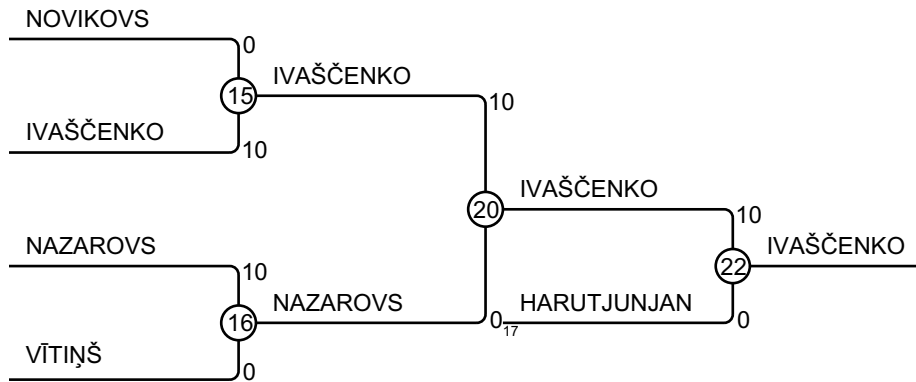 NOVIKOVS
0
15
IVAŠČENKO
10
IVAŠČENKO
10
20
IVAŠČENKO
10
22
IVAŠČENKO
NAZAROVS
10
16
NAZAROVS
0
17
HARUTJUNJAN
0
VĪTIŅŠ
0